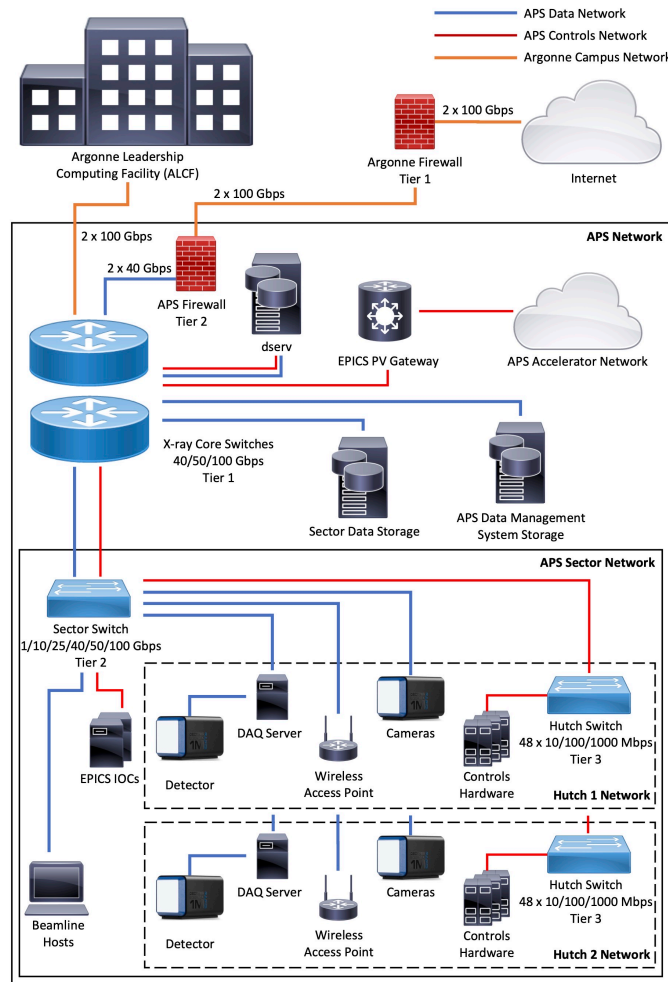 APS Data Network
APS Controls Network
Argonne Campus Network
2 x 100 Gbps
Argonne Leadership
Computing Facility (ALCF)
Argonne Firewall
Tier 1
Internet
2 x 100 Gbps
2 x 100 Gbps
APS Network
2 x 40 Gbps
APS Firewall
Tier 2
dserv
EPICS PV Gateway
APS Accelerator Network
X-ray Core Switches
40/50/100 Gbps
Tier 1
Sector Data Storage
APS Data Management
System Storage
APS Sector Network
Sector Switch
1/10/25/40/50/100 Gbps
Tier 2
EPICS IOCs
Beamline
Hosts
1M
Detector
DAQ Server
Wireless
Access Point
1M
Cameras
Controls
Hardware
Hutch Switch
48 x 10/100/1000 Mbps
Tier 3
Hutch 1 Network
1M
Detector
DAQ Server
Wireless
Access Point
1M
Cameras
Controls
Hardware
Hutch Switch
48 x 10/100/1000 Mbps
Tier 3
Hutch 2 Network